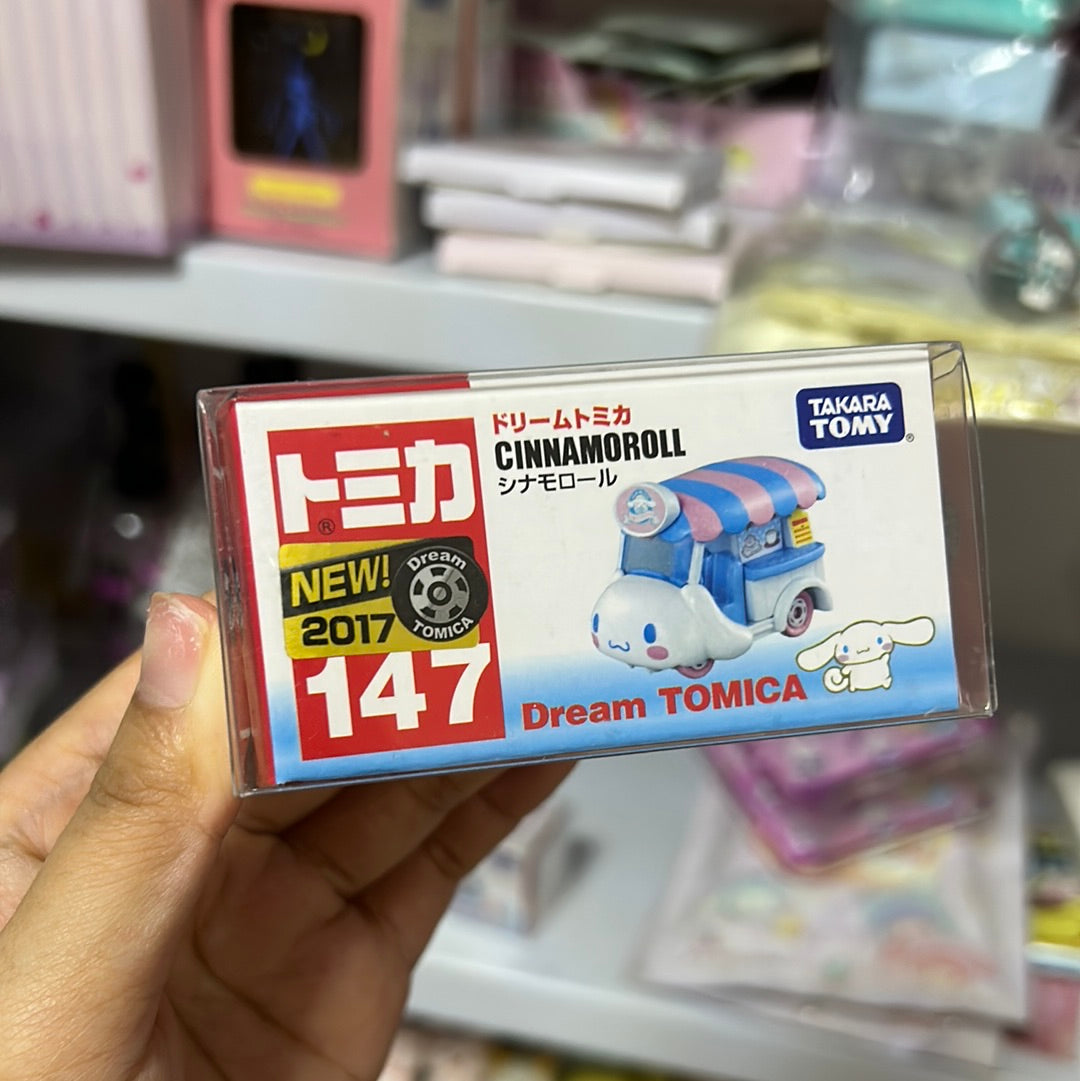 トミカ
®
NEW!
2017
Dream
TOMICA
147
ドリームトミカ
CINNAMOROLL
シナモロール
TAKARA
TOMY
®
Dream TOMICA